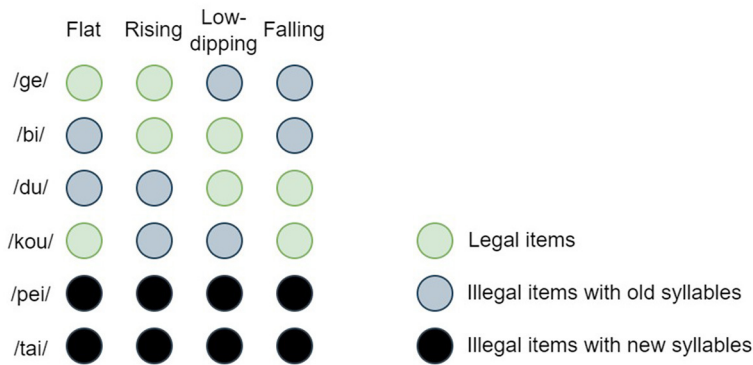 Flat Rising Low-dipping Falling
/ge/
/bi/
/du/
/kou/
/pei/
/tai/
Legal items
Illegal items with old syllables
Illegal items with new syllables